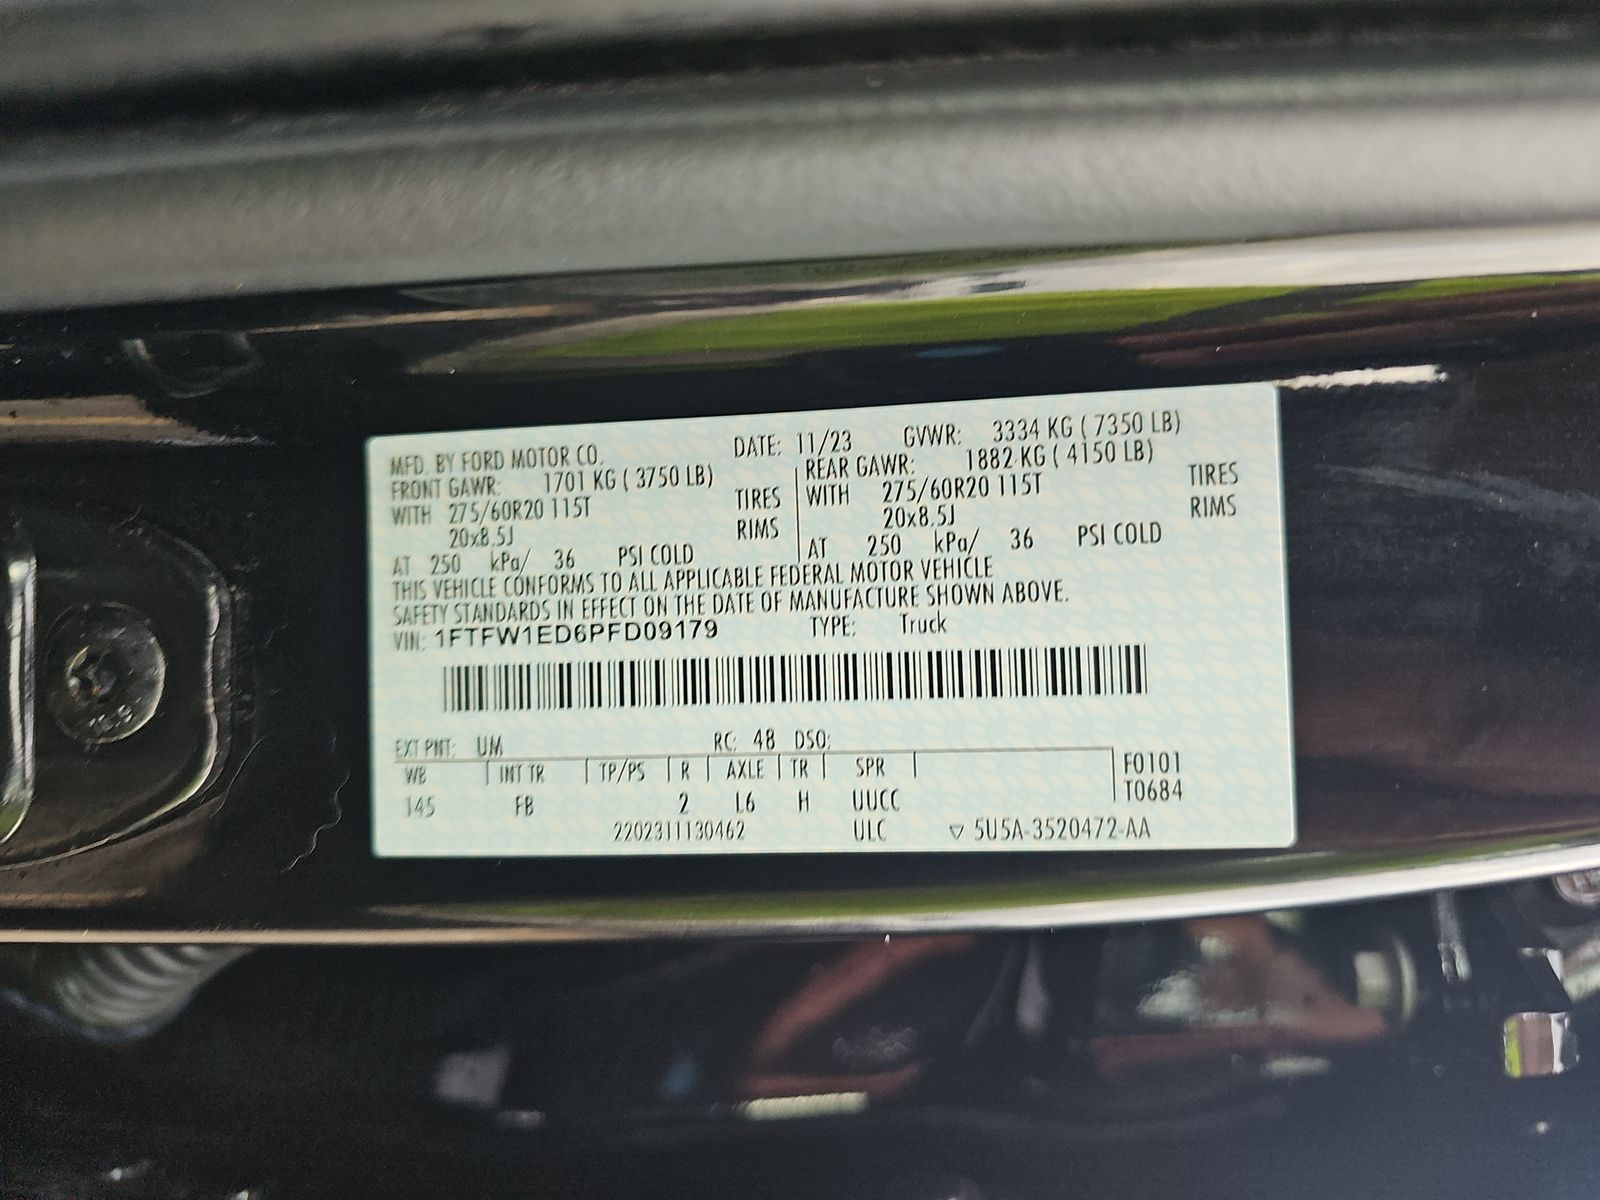 MFD. BY FORD MOTOR CO. DATE: 11/23 GVWR: 3334 KG ( 7350 LB)
FRONT GAWR: 1701 KG ( 3750 LB) REAR GAWR: 1882 KG ( 4150 LB)
WITH 275/60R20 115T TIRES WITH 275/60R20 115T TIRES
20x8.5J RIMS 20x8.5J RIMS
AT 250 kPa/ 36 PSI COLD AT 250 kPa/ 36 PSI COLD
THIS VEHICLE CONFORMS TO ALL APPLICABLE FEDERAL MOTOR VEHICLE
SAFETY STANDARDS IN EFFECT ON THE DATE OF MANUFACTURE SHOWN ABOVE.
VIN: 1FTFW1ED6PFD09179 TYPE: Truck
EXT PNT: UM RC: 48 DSO:
WB INT TR TP/PS R AXLE TR SPR F0101
145 FB 2 L6 H UUCC T0684
2202311130462 ULC ▽ 5U5A-3520472-AA
10.9